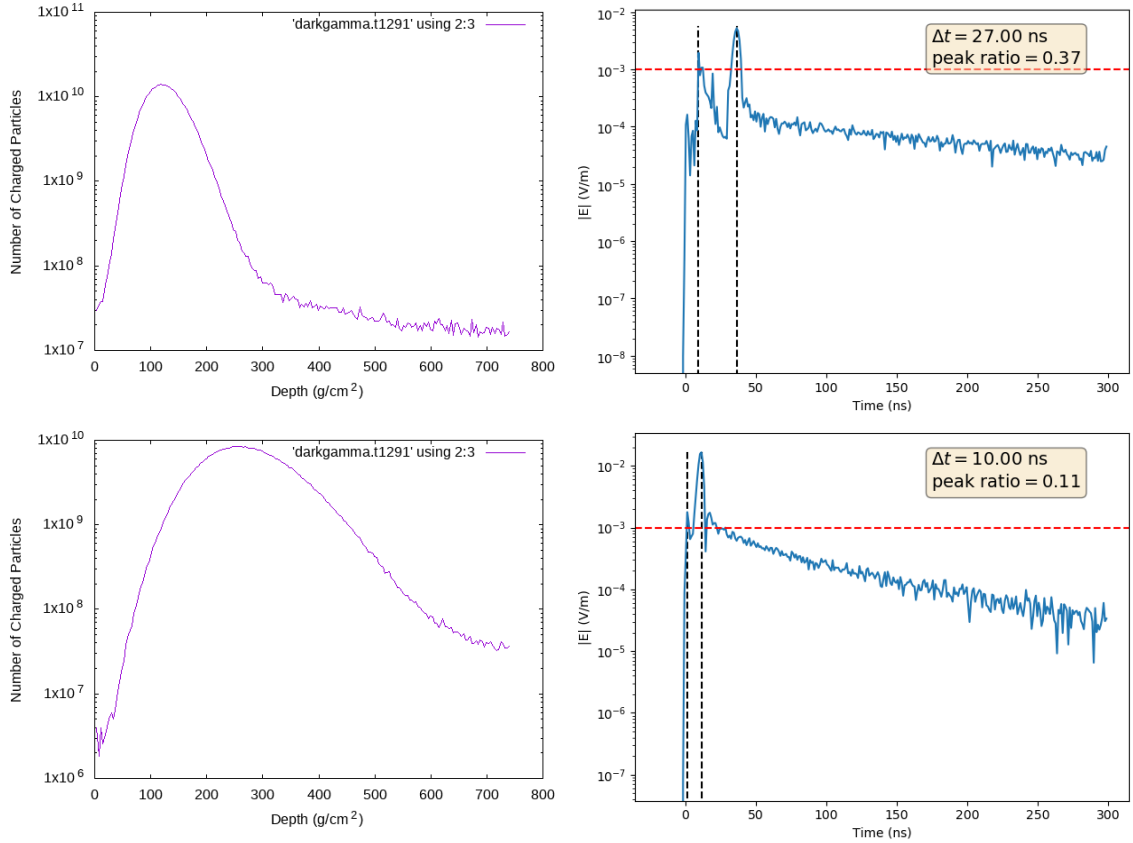 'darkgamma.t1291' using 2:3
1x10^11
1x10^10
1x10^9
1x10^8
1x10^7
Number of Charged Particles
0 100 200 300 400 500 600 700 800
Depth (g/cm^2)
Δt = 27.00 ns
peak ratio = 0.37
10^−2
10^−3
10^−4
10^−5
10^−6
10^−7
10^−8
|E| (V/m)
0 50 100 150 200 250 300
Time (ns)
'darkgamma.t1291' using 2:3
1x10^10
1x10^9
1x10^8
1x10^7
1x10^6
Number of Charged Particles
0 100 200 300 400 500 600 700 800
Depth (g/cm^2)
Δt = 10.00 ns
peak ratio = 0.11
10^−2
10^−3
10^−4
10^−5
10^−6
10^−7
|E| (V/m)
0 50 100 150 200 250 300
Time (ns)